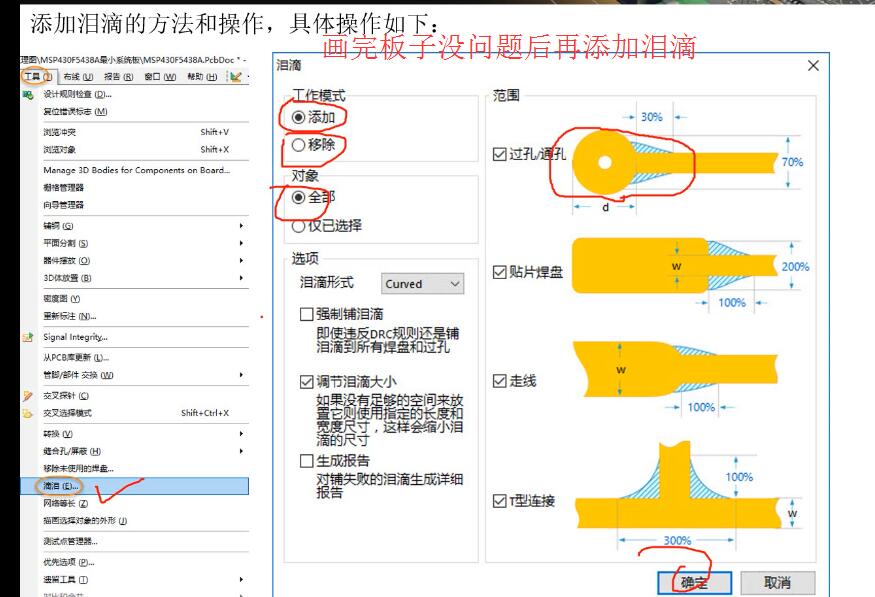 添加泪滴的方法和操作，具体操作如下：
画完板子没问题后再添加泪滴
理图\MSP430F5438A最小系统板\MSP430F5438A.PcbDoc * -
工具 (T) 布线 (U) 报告 (R) 窗口 (W) 帮助 (H)
设计规则检查 (D)...
复位错误标志 (M)
浏览冲突 Shift+V
浏览对象 Shift+X
Manage 3D Bodies for Components on Board...
栅格管理器
向导管理器
铺铜 (G)
平面分割 (S)
器件摆放 (O)
3D体放置 (B)
密度图 (Y)
重新标注 (N)...
Signal Integrity...
从PCB库更新 (L)...
管脚/部件 交换 (W)
交叉探针 (C)
交叉选择模式 Shift+Ctrl+X
转换 (V)
缝合孔/屏蔽 (H)
移除未使用的焊盘...
滴泪 (E)...
网络等长 (Z)
描画选择对象的外形 (J)
测试点管理器...
优先选项 (P)...
遗留工具 (T)
泪滴
工作模式
添加
移除
对象
全部
仅已选择
选项
泪滴形式 Curved
强制铺泪滴
即使违反DRC规则还是铺
泪滴到所有焊盘和过孔
调节泪滴大小
如果没有足够的空间来放
置它则使用指定的长度和
宽度尺寸，这样会缩小泪
滴的尺寸
生成报告
对铺失败的泪滴生成详细
报告
范围
30%
过孔/通孔
70%
d
贴片焊盘
w
200%
100%
走线
w
100%
T型连接
100%
w
300%
确定 取消